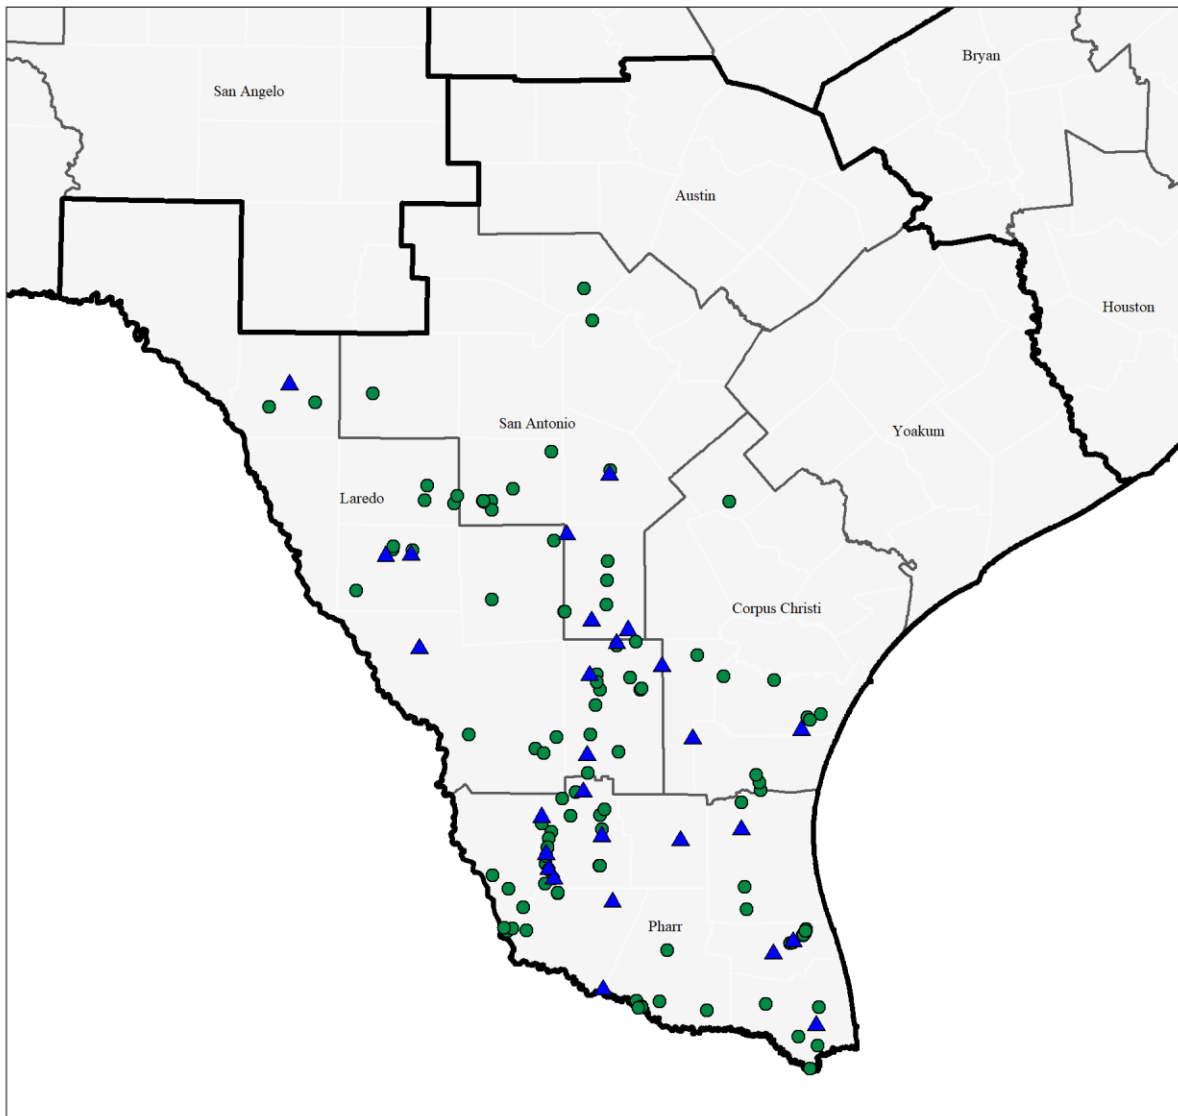 Bryan
San Angelo
Austin
Houston
San Antonio
Yoakum
Laredo
Corpus Christi
Pharr